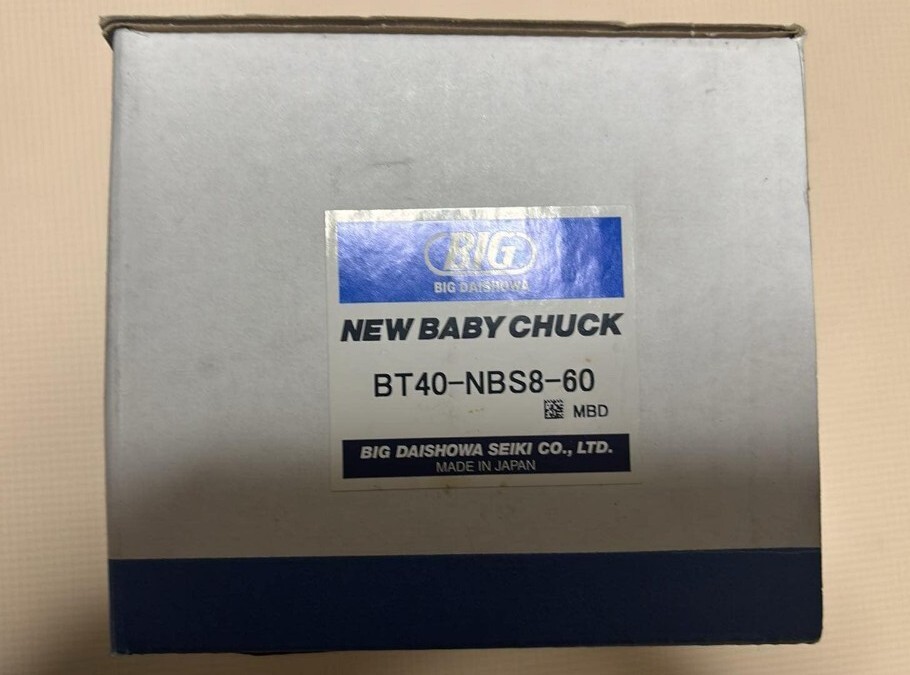 BIG
BIG DAISHOWA
NEW BABY CHUCK
BT40-NBS8-60
MBD
BIG DAISHOWA SEIKI CO., LTD.
MADE IN JAPAN